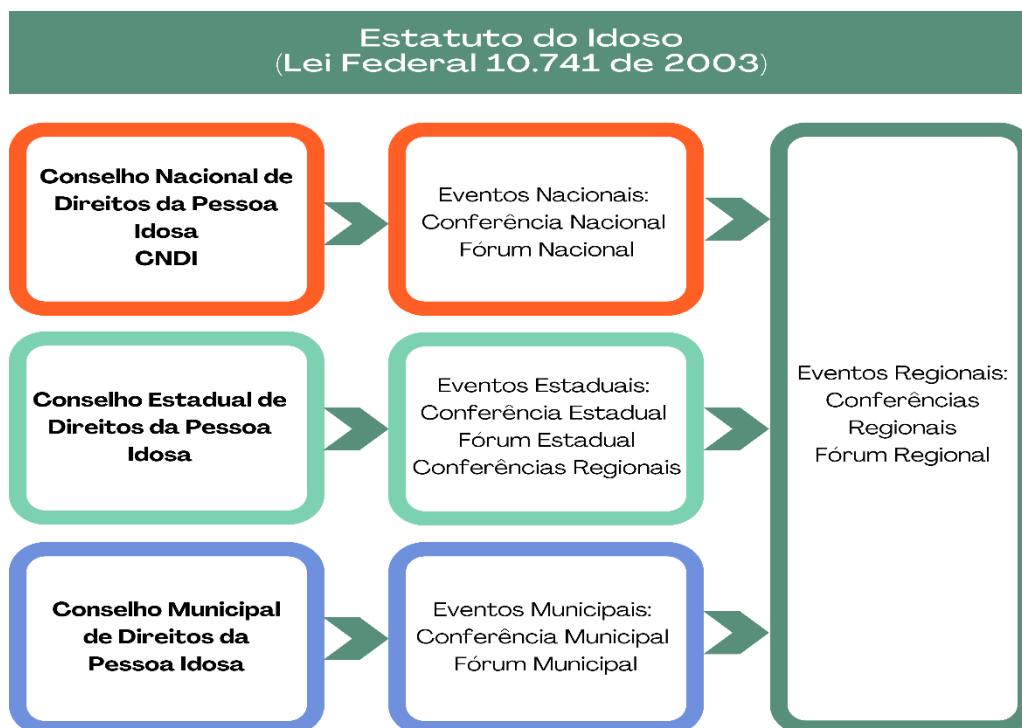 Estatuto do Idoso
(Lei Federal 10.741 de 2003)
Conselho Nacional de
Direitos da Pessoa
Idosa
CNDI
Eventos Nacionais:
Conferência Nacional
Fórum Nacional
Conselho Estadual de
Direitos da Pessoa
Idosa
Eventos Estaduais:
Conferência Estadual
Fórum Estadual
Conferências Regionais
Conselho Municipal
de Direitos da
Pessoa Idosa
Eventos Municipais:
Conferência Municipal
Fórum Municipal
Eventos Regionais:
Conferências
Regionais
Fórum Regional